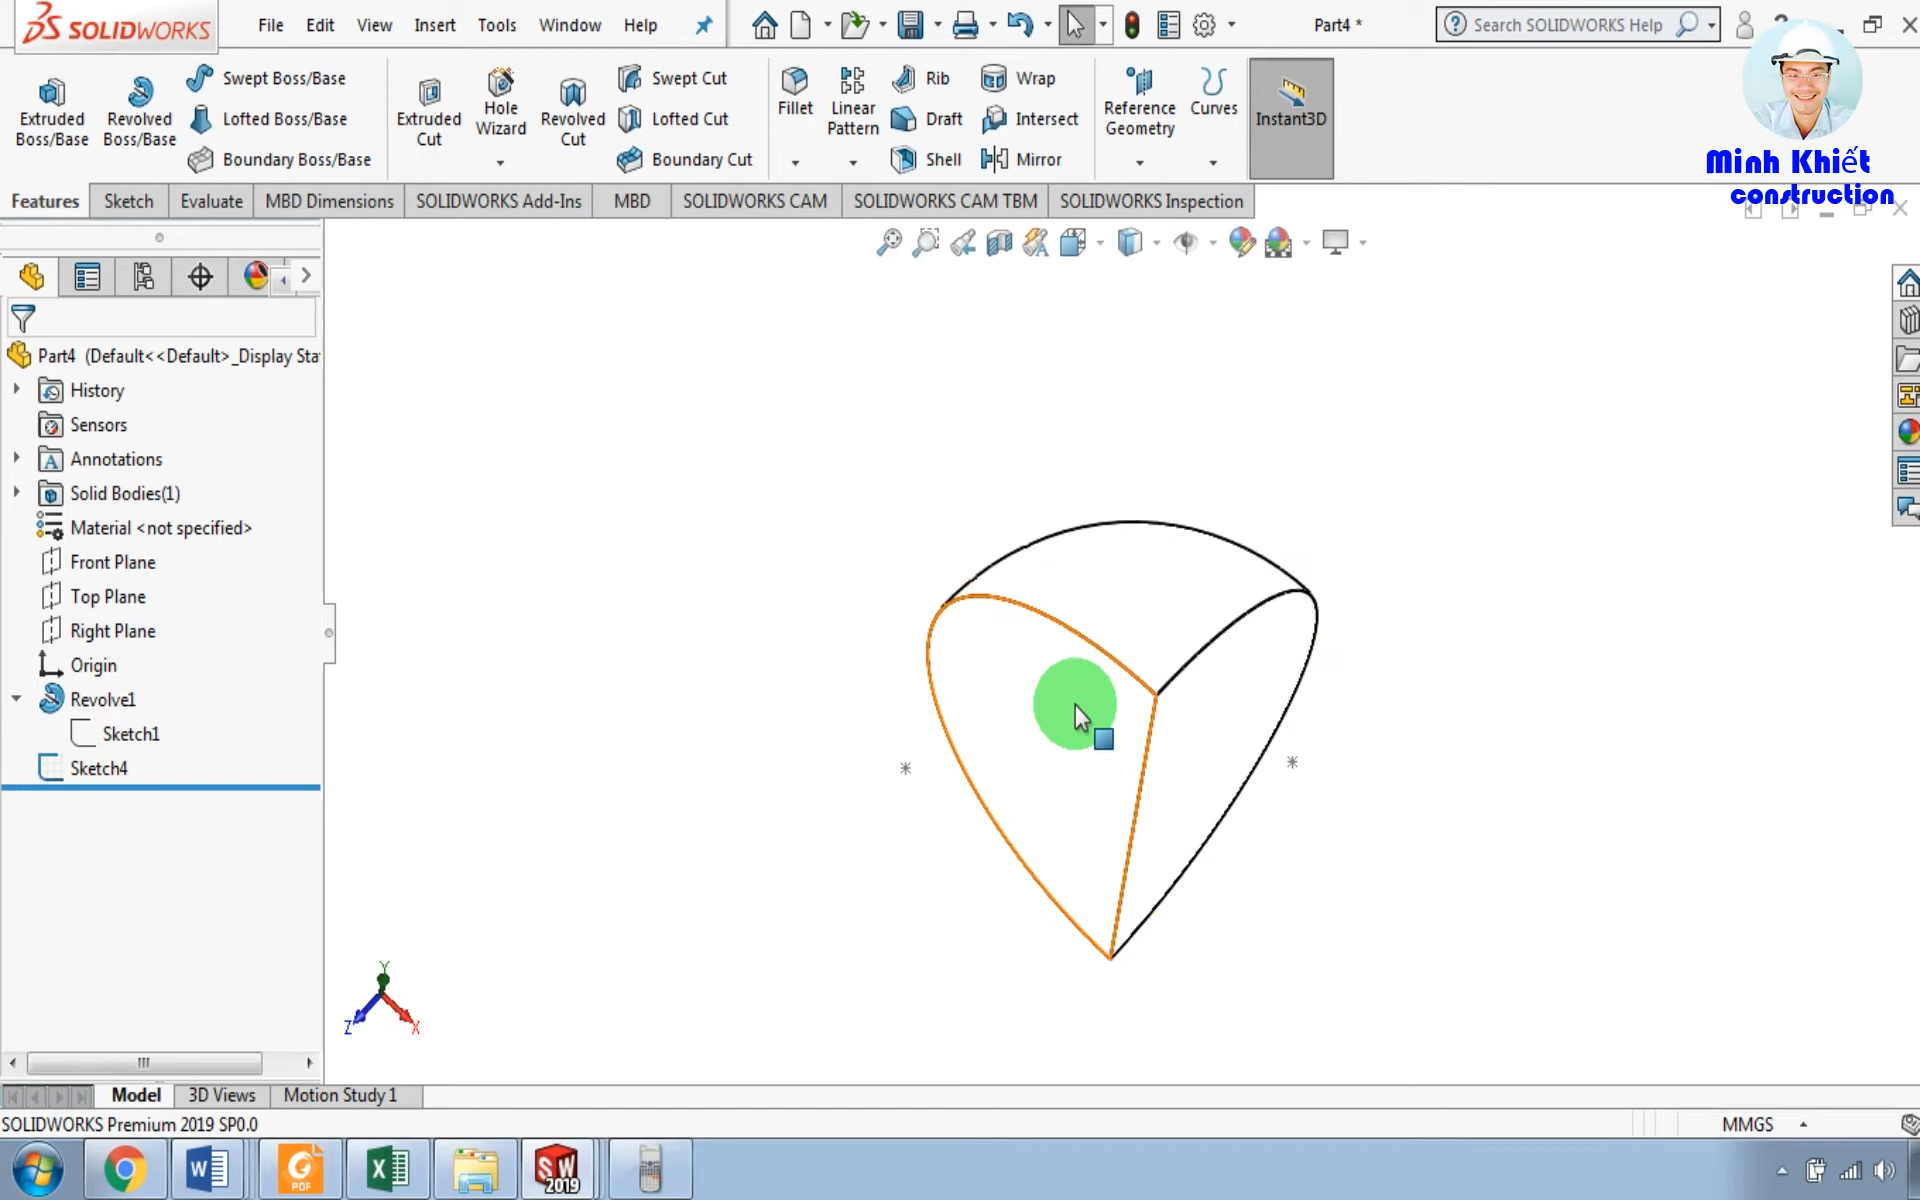 SOLIDWORKS
File Edit View Insert Tools Window Help
Part4 *
Search SOLIDWORKS Help
Extruded Boss/Base
Revolved Boss/Base
Swept Boss/Base
Lofted Boss/Base
Boundary Boss/Base
Extruded Cut
Hole Wizard
Revolved Cut
Swept Cut
Lofted Cut
Boundary Cut
Fillet
Linear Pattern
Rib
Draft
Shell
Wrap
Intersect
Mirror
Reference Geometry
Curves
Instant3D
Minh Khiết
construction
Features Sketch Evaluate MBD Dimensions SOLIDWORKS Add-Ins MBD SOLIDWORKS CAM SOLIDWORKS CAM TBM SOLIDWORKS Inspection
Part4 (Default<<Default>_Display Sta
History
Sensors
Annotations
Solid Bodies(1)
Material <not specified>
Front Plane
Top Plane
Right Plane
Origin
Revolve1
Sketch1
Sketch4
Y
Z
X
Model 3D Views Motion Study 1
SOLIDWORKS Premium 2019 SP0.0
MMGS
W
PDF
X
SW
2019